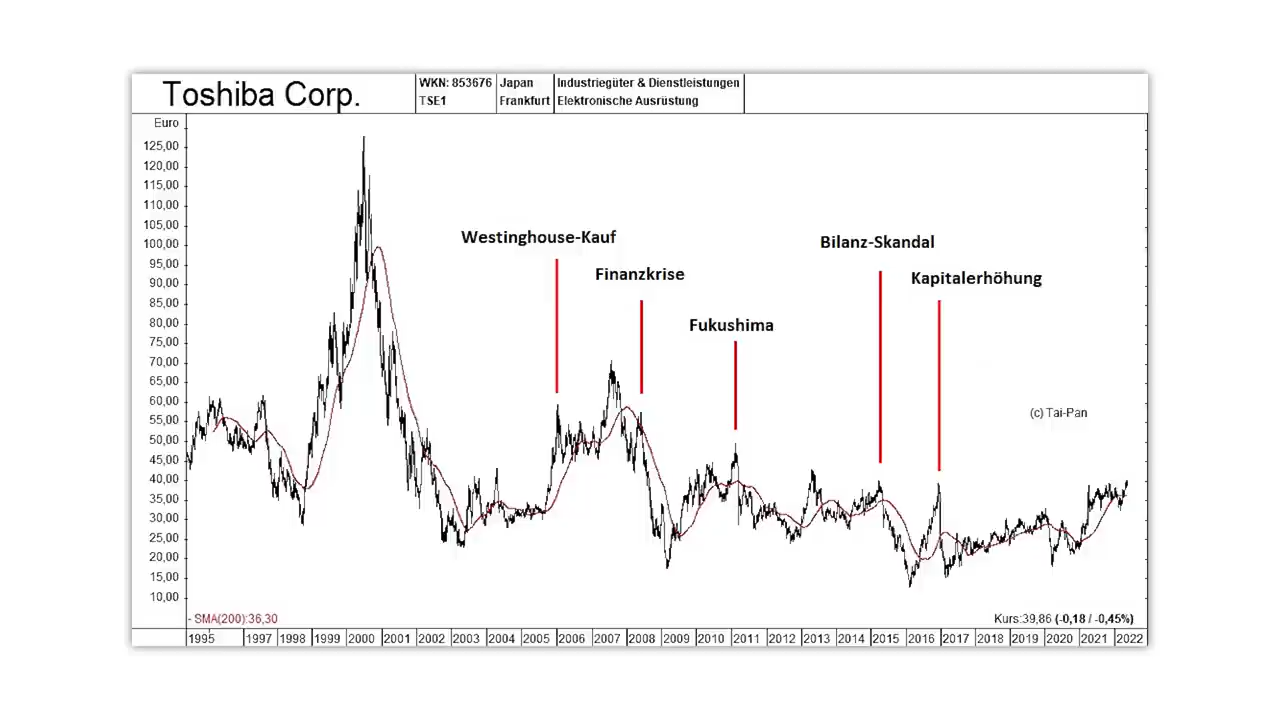 Toshiba Corp.
WKN: 853676 Japan Industriegüter & Dienstleistungen
TSE1 Frankfurt Elektronische Ausrüstung
Euro
125,00
120,00
115,00
110,00
105,00
100,00
95,00
90,00
85,00
80,00
75,00
70,00
65,00
60,00
55,00
50,00
45,00
40,00
35,00
30,00
25,00
20,00
15,00
10,00
Westinghouse-Kauf
Bilanz-Skandal
Finanzkrise
Kapitalerhöhung
Fukushima
(c) Tai-Pan
- SMA(200):36,30
Kurs:39,86 (-0,18 / -0,45%)
1995 1997 1998 1999 2000 2001 2002 2003 2004 2005 2006 2007 2008 2009 2010 2011 2012 2013 2014 2015 2016 2017 2018 2019 2020 2021 2022